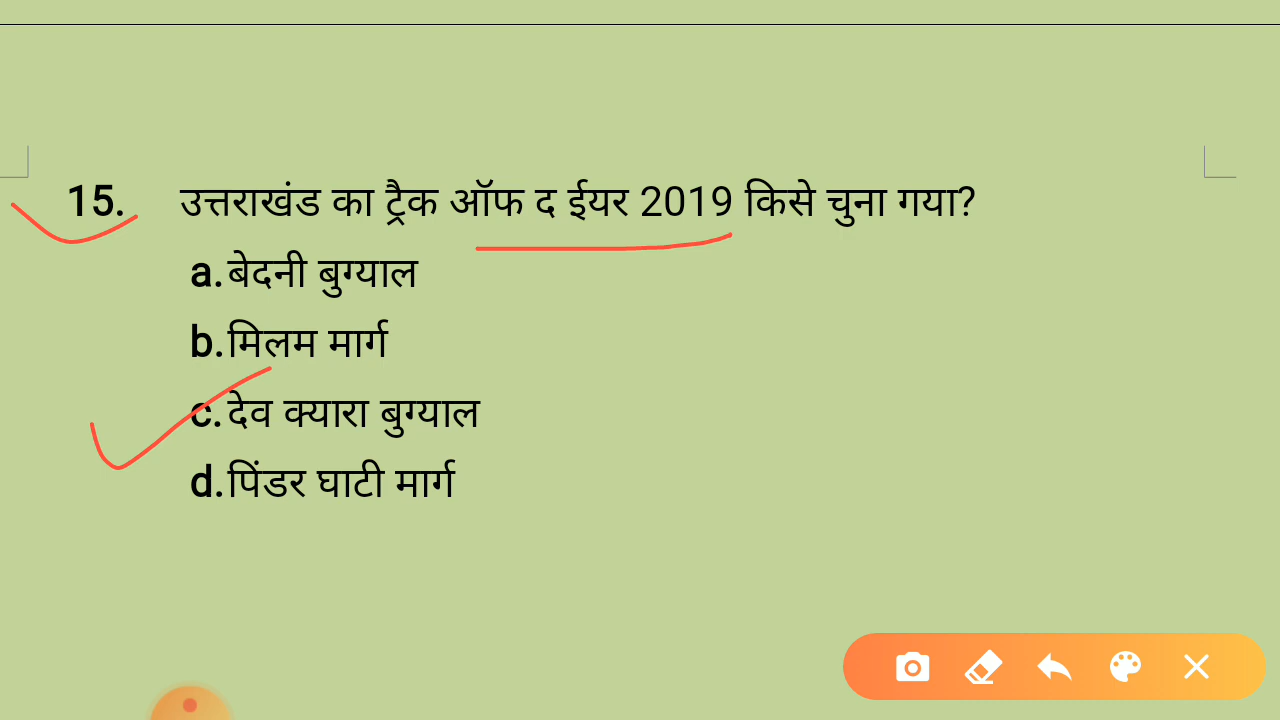 15. उत्तराखंड का ट्रैक ऑफ द ईयर 2019 किसे चुना गया?
a. बेदनी बुग्याल
b. मिलम मार्ग
c. देव क्यारा बुग्याल
d. पिंडर घाटी मार्ग